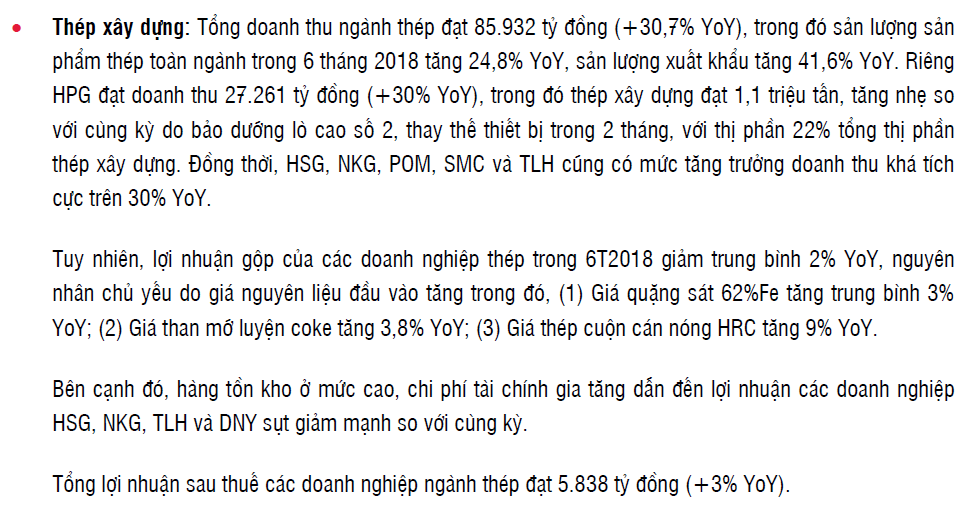 • Thép xây dựng: Tổng doanh thu ngành thép đạt 85.932 tỷ đồng (+30,7% YoY), trong đó sản lượng sản
phẩm thép toàn ngành trong 6 tháng 2018 tăng 24,8% YoY, sản lượng xuất khẩu tăng 41,6% YoY. Riêng
HPG đạt doanh thu 27.261 tỷ đồng (+30% YoY), trong đó thép xây dựng đạt 1,1 triệu tấn, tăng nhẹ so
với cùng kỳ do bảo dưỡng lò cao số 2, thay thế thiết bị trong 2 tháng, với thị phần 22% tổng thị phần
thép xây dựng. Đồng thời, HSG, NKG, POM, SMC và TLH cũng có mức tăng trưởng doanh thu khá tích
cực trên 30% YoY.
Tuy nhiên, lợi nhuận gộp của các doanh nghiệp thép trong 6T2018 giảm trung bình 2% YoY, nguyên
nhân chủ yếu do giá nguyên liệu đầu vào tăng trong đó, (1) Giá quặng sát 62%Fe tăng trung bình 3%
YoY; (2) Giá than mỡ luyện coke tăng 3,8% YoY; (3) Giá thép cuộn cán nóng HRC tăng 9% YoY.
Bên cạnh đó, hàng tồn kho ở mức cao, chi phí tài chính gia tăng dẫn đến lợi nhuận các doanh nghiệp
HSG, NKG, TLH và DNY sụt giảm mạnh so với cùng kỳ.
Tổng lợi nhuận sau thuế các doanh nghiệp ngành thép đạt 5.838 tỷ đồng (+3% YoY).